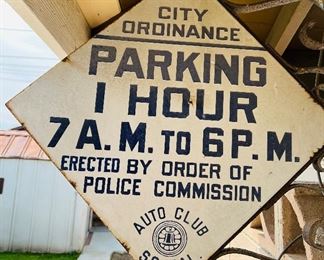 CITY
ORDINANCE
PARKING
1 HOUR
7 A.M. TO 6 P.M.
ERECTED BY ORDER OF
POLICE COMMISSION
AUTO CLUB